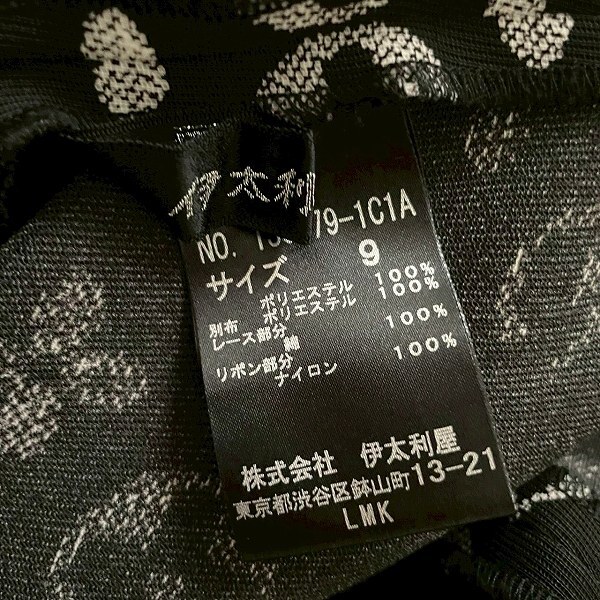 伊太利
NO. 79-1C1A
サイズ 9
ポリエステル 100%
別布 ポリエステル 100%
レース部分
綿 100%
リボン部分
ナイロン 100%
株式会社 伊太利屋
東京都渋谷区鉢山町13-21
LMK